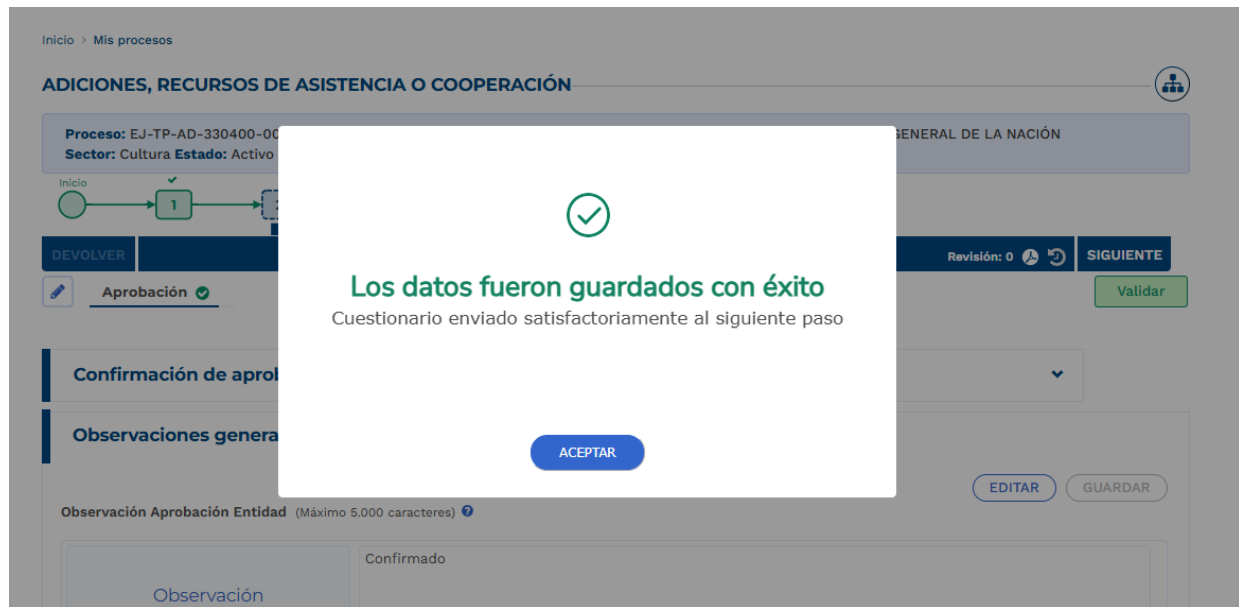 Inicio > Mis procesos
ADICIONES, RECURSOS DE ASISTENCIA O COOPERACIÓN
Proceso: EJ-TP-AD-330400-00 GENERAL DE LA NACIÓN
Sector: Cultura Estado: Activo
Inicio
1
DEVOLVER Revisión: 0 SIGUIENTE
Aprobación Validar
Los datos fueron guardados con éxito
Cuestionario enviado satisfactoriamente al siguiente paso
Confirmación de
ACEPTAR
Observaciones
EDITAR GUARDAR
Observación Aprobación Entidad (Máximo 5.000 caracteres)
Confirmado
Observación